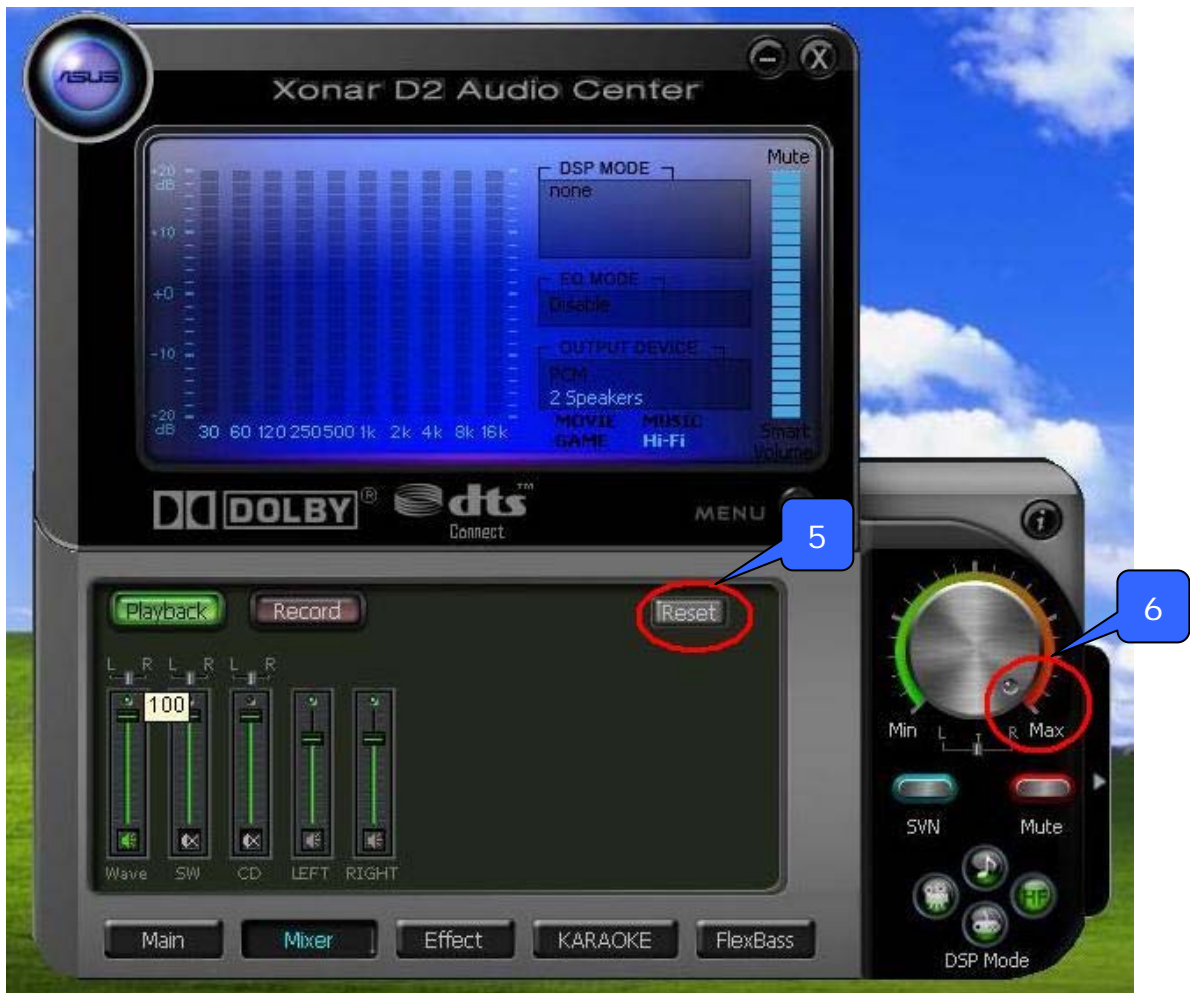 ASUS
Xonar D2 Audio Center
+20
dB
+10
+0
-10
-20
dB
30 60 120 250 500 1k 2k 4k 8k 16k
DSP MODE
none
EQ MODE
Disable
OUTPUT DEVICE
PCM
2 Speakers
MOVIE MUSIC
GAME Hi-Fi
Mute
Smart
Volume
DOLBY®
dts™
Connect
MENU
5
Playback Record Reset
L R L R L R
100
Wave SW CD LEFT RIGHT
Main Mixer Effect KARAOKE FlexBass
i
6
Min L R Max
SVN Mute
HF
DSP Mode